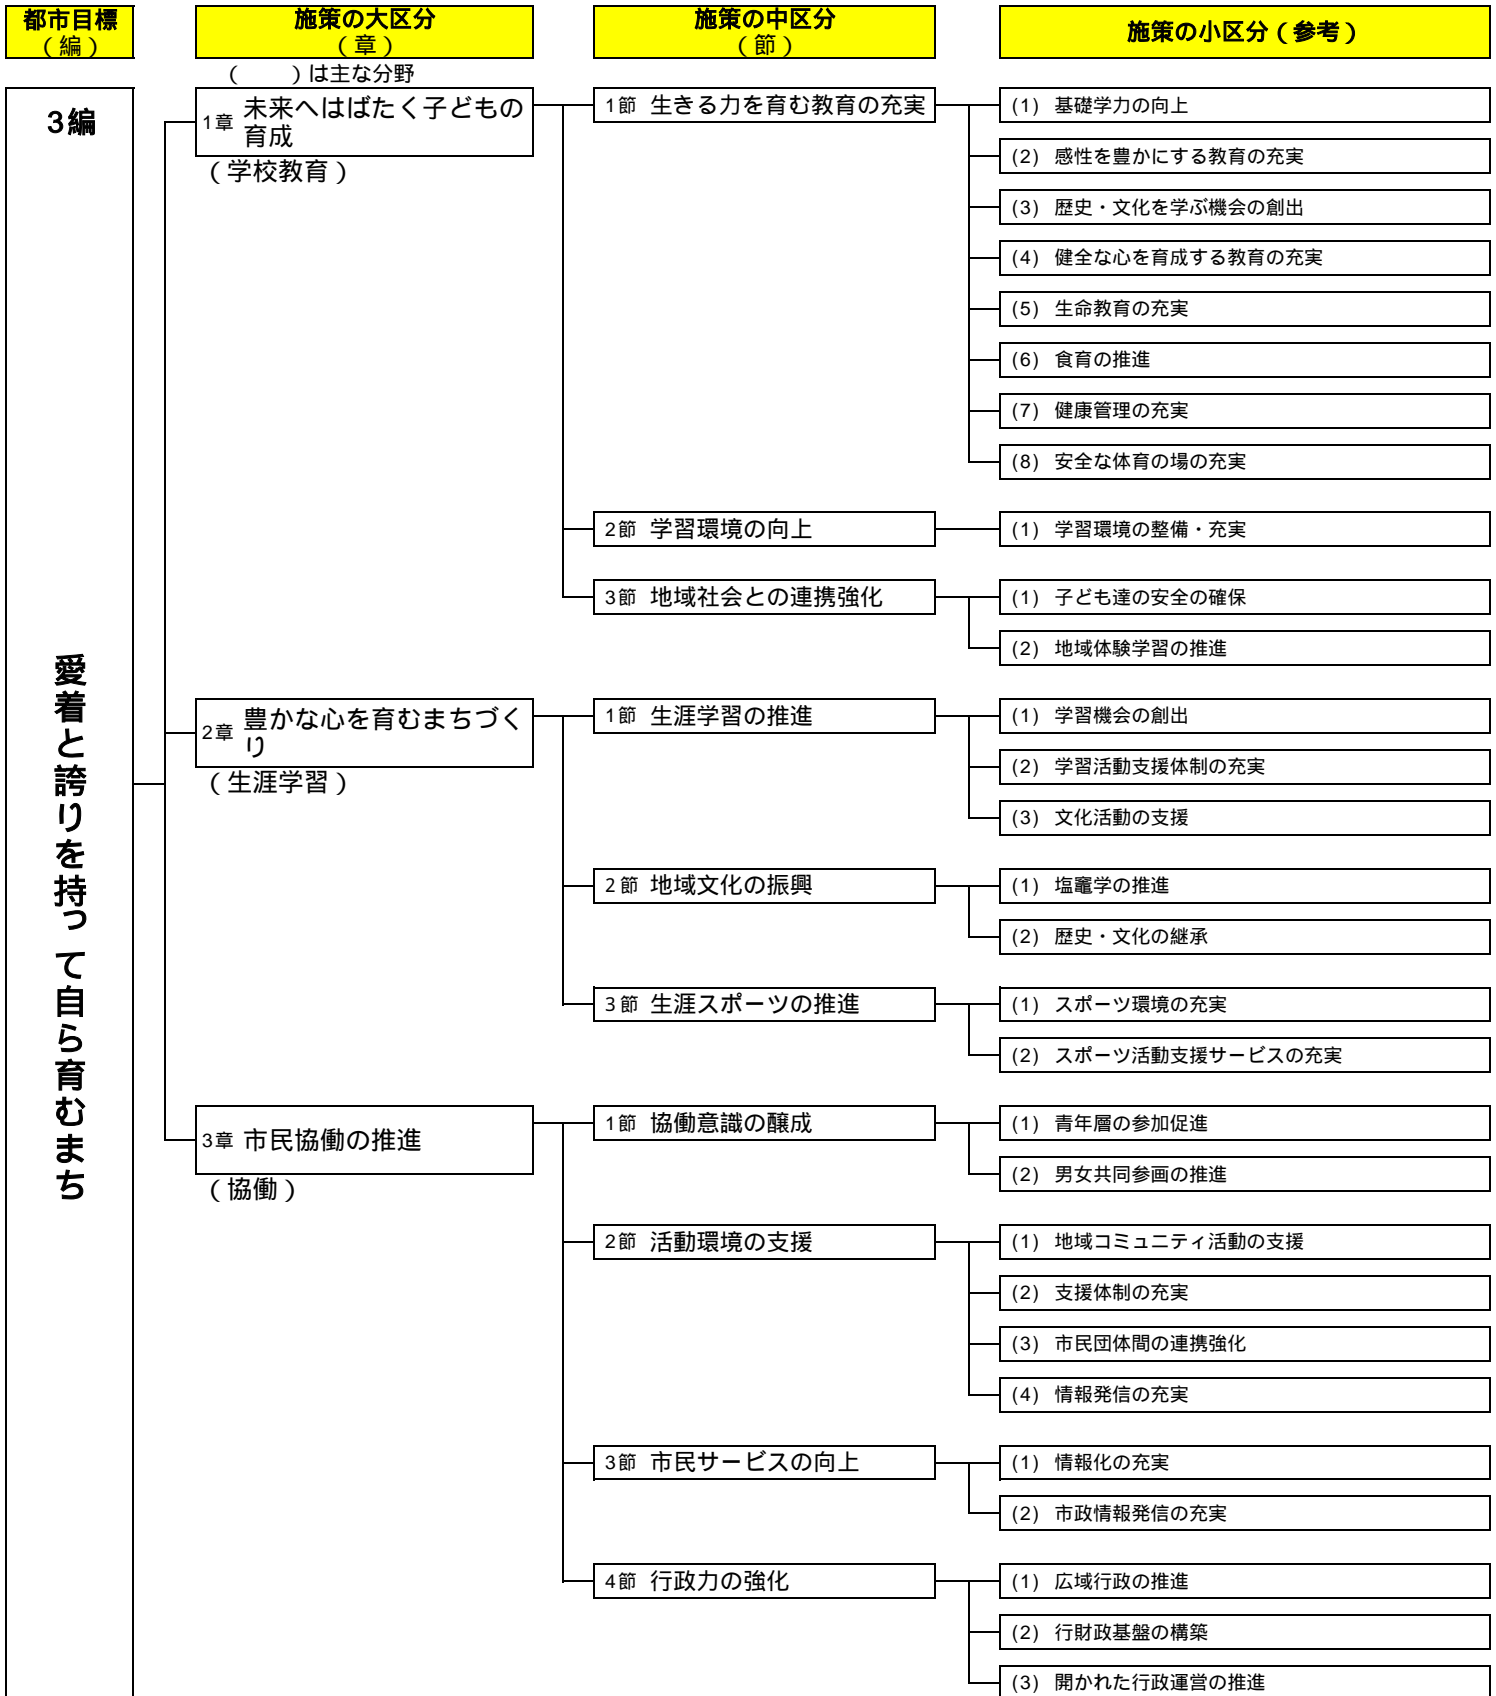 都市目標
（編）
施策の大区分
（章）
施策の中区分
（節）
施策の小区分（参考）
（　　）は主な分野
3編
愛着と誇りを持って自ら育むまち
1章 未来へはばたく子どもの
育成
（学校教育）
1節 生きる力を育む教育の充実
(1) 基礎学力の向上
(2) 感性を豊かにする教育の充実
(3) 歴史・文化を学ぶ機会の創出
(4) 健全な心を育成する教育の充実
(5) 生命教育の充実
(6) 食育の推進
(7) 健康管理の充実
(8) 安全な体育の場の充実
2節 学習環境の向上
(1) 学習環境の整備・充実
3節 地域社会との連携強化
(1) 子ども達の安全の確保
(2) 地域体験学習の推進
2章 豊かな心を育むまちづく
り
（生涯学習）
1節 生涯学習の推進
(1) 学習機会の創出
(2) 学習活動支援体制の充実
(3) 文化活動の支援
2節 地域文化の振興
(1) 塩竈学の推進
(2) 歴史・文化の継承
3節 生涯スポーツの推進
(1) スポーツ環境の充実
(2) スポーツ活動支援サービスの充実
3章 市民協働の推進
（協働）
1節 協働意識の醸成
(1) 青年層の参加促進
(2) 男女共同参画の推進
2節 活動環境の支援
(1) 地域コミュニティ活動の支援
(2) 支援体制の充実
(3) 市民団体間の連携強化
(4) 情報発信の充実
3節 市民サービスの向上
(1) 情報化の充実
(2) 市政情報発信の充実
4節 行政力の強化
(1) 広域行政の推進
(2) 行財政基盤の構築
(3) 開かれた行政運営の推進